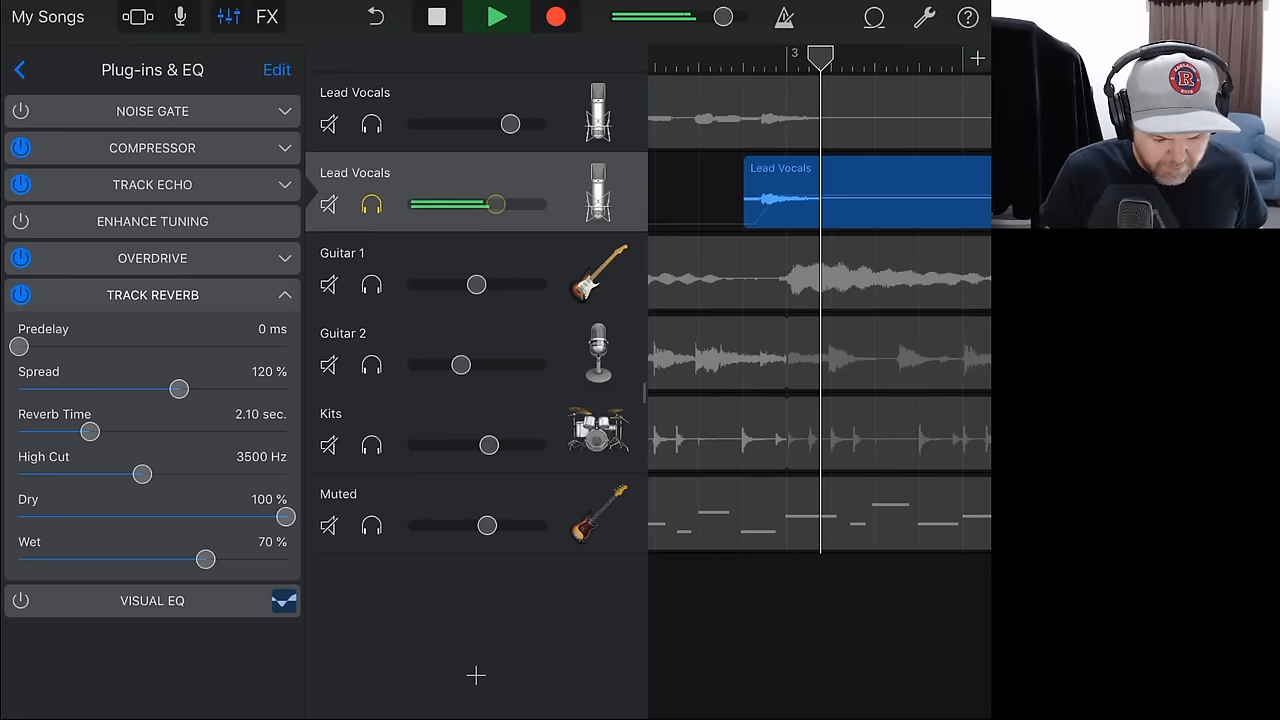 My Songs
FX
Plug-ins & EQ
Edit
NOISE GATE
COMPRESSOR
TRACK ECHO
ENHANCE TUNING
OVERDRIVE
TRACK REVERB
Predelay 0 ms
Spread 120 %
Reverb Time 2.10 sec.
High Cut 3500 Hz
Dry 100 %
Wet 70 %
VISUAL EQ
Lead Vocals
Lead Vocals
Guitar 1
Guitar 2
Kits
Muted
3
Lead Vocals
R